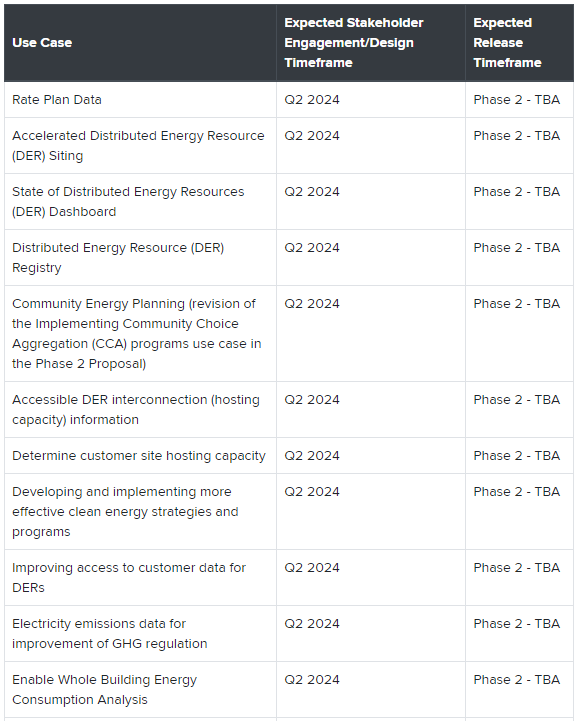 Use Case
Expected Stakeholder
Engagement/Design
Timeframe
Expected
Release
Timeframe
Rate Plan Data
Q2 2024
Phase 2 - TBA
Accelerated Distributed Energy Resource
(DER) Siting
Q2 2024
Phase 2 - TBA
State of Distributed Energy Resources
(DER) Dashboard
Q2 2024
Phase 2 - TBA
Distributed Energy Resource (DER)
Registry
Q2 2024
Phase 2 - TBA
Community Energy Planning (revision of
the Implementing Community Choice
Aggregation (CCA) programs use case in
the Phase 2 Proposal)
Q2 2024
Phase 2 - TBA
Accessible DER interconnection (hosting
capacity) information
Q2 2024
Phase 2 - TBA
Determine customer site hosting capacity
Q2 2024
Phase 2 - TBA
Developing and implementing more
effective clean energy strategies and
programs
Q2 2024
Phase 2 - TBA
Improving access to customer data for
DERs
Q2 2024
Phase 2 - TBA
Electricity emissions data for
improvement of GHG regulation
Q2 2024
Phase 2 - TBA
Enable Whole Building Energy
Consumption Analysis
Q2 2024
Phase 2 - TBA